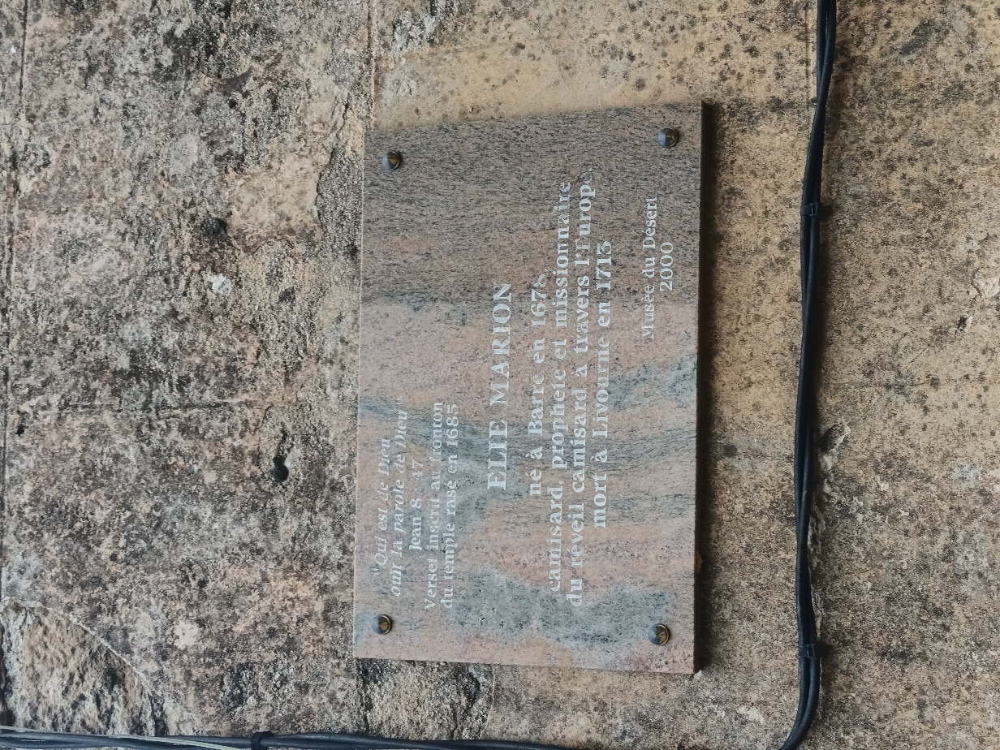 "Qui est de Dieu
ouït la parole de Dieu"
Jean 8 : 47
Verset inscrit au fronton
du temple rasé en 1685
ELIE MARION
né à Barre en 1678
camisard, prophète et missionnaire
du réveil camisard à travers l'Europe
mort à Livourne en 1713
Musée du Désert
2000